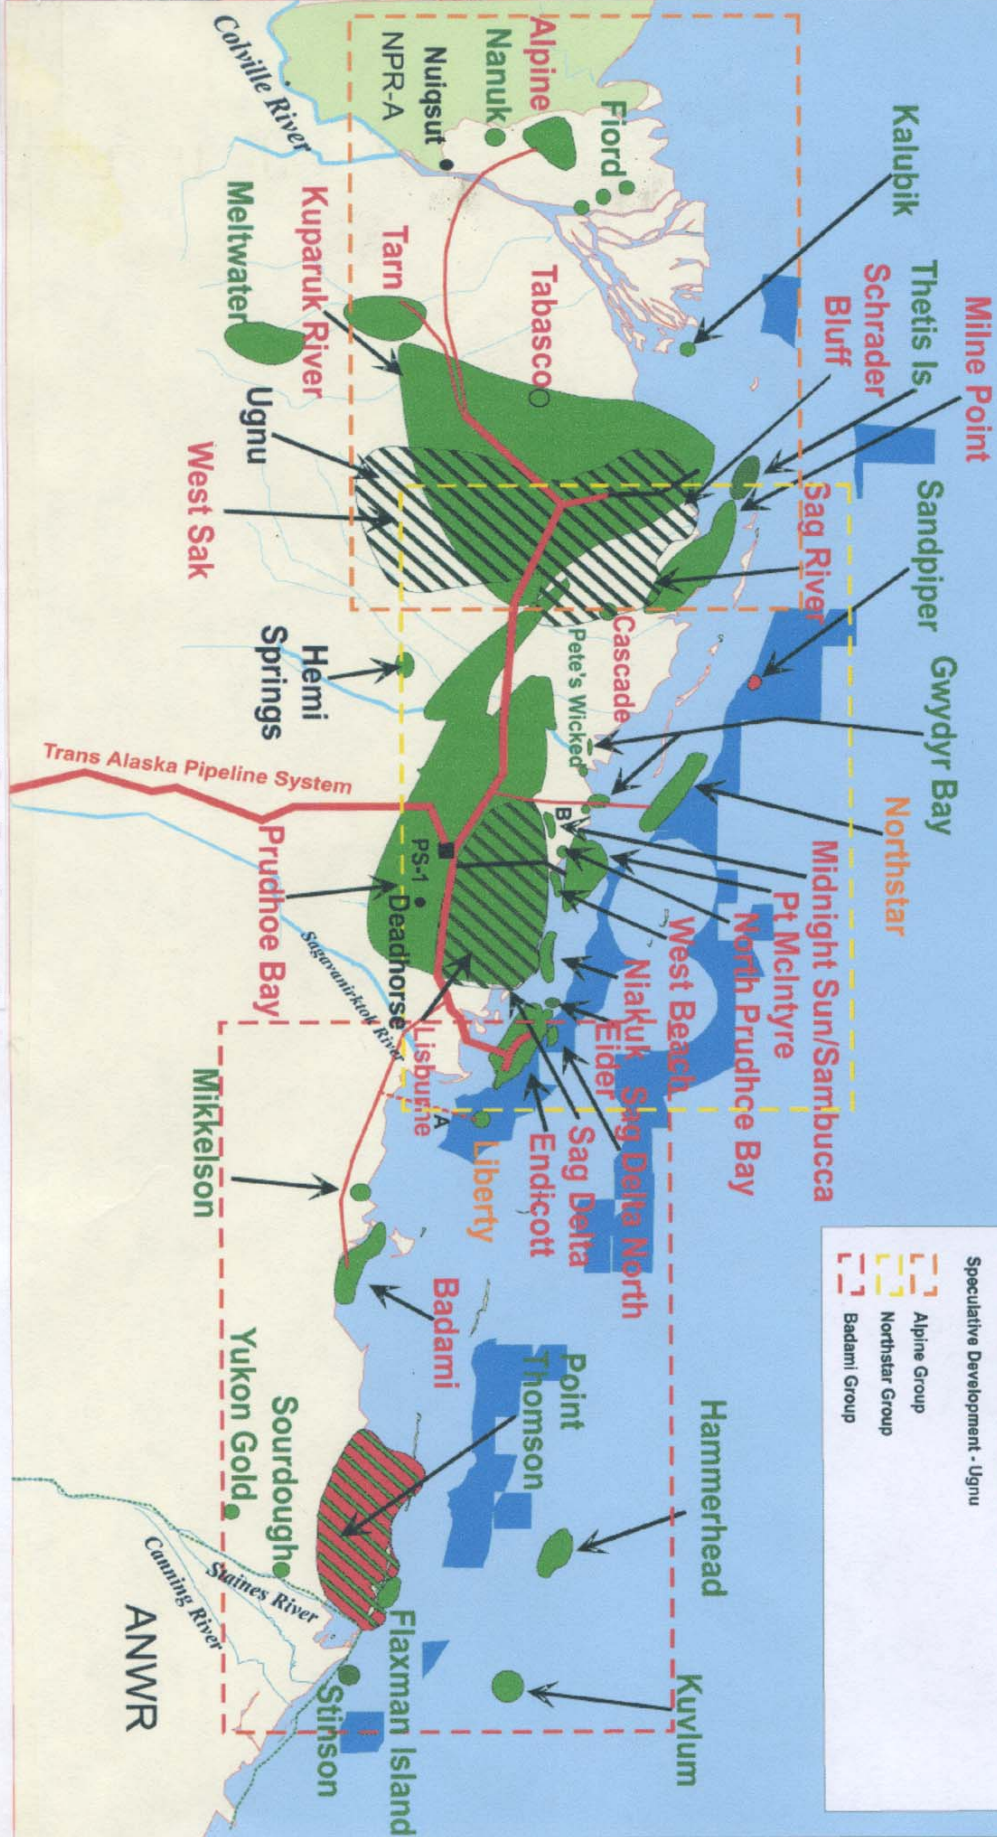 Speculative Development - Ugnu
Alpine Group
Northstar Group
Badami Group
Milne Point
Thetis Is
Schrader
Bluff
Kalubik
Sandpiper
Gwydyr Bay
Northstar
Sag River
Midnight Sun/Sambucca
Pt McIntyre
North Prudhoe Bay
West Beach
Niakuk
Sag Delta North
Eider
Sag Delta
Endicott
Hammerhead
Kuvlum
Fiord
Alpine
Nanuk
Nuiqsut
NPR-A
Colville River
Tabasco
Tarn
Kuparuk River
Meltwater
Ugnu
West Sak
Cascade
Pete's Wicked
B
Hemi
Springs
Trans Alaska Pipeline System
PS-1
Deadhorse
Prudhoe Bay
Sagavanirktok River
Lisburne
A
Liberty
Mikkelson
Badami
Point
Thomson
Yukon Gold
Sourdough
Staines River
Canning River
ANWR
Flaxman Island
Stinson